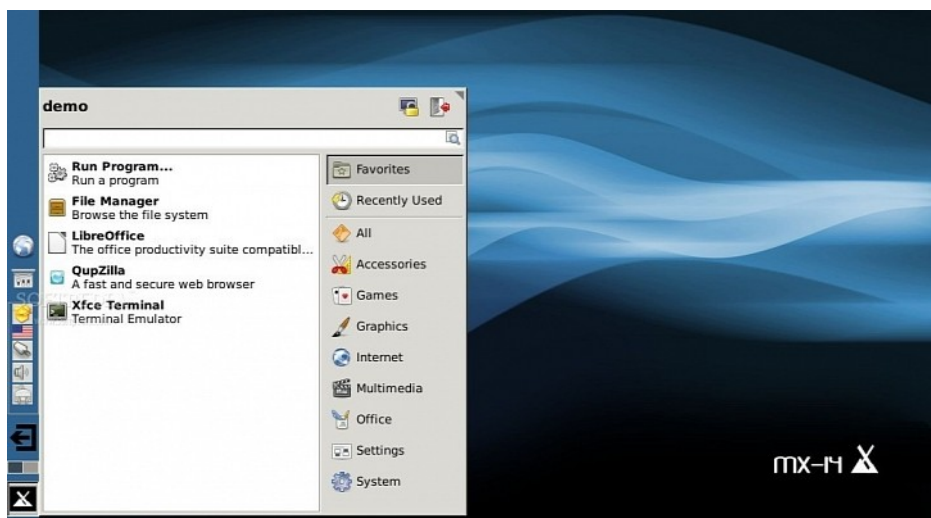 demo
Run Program...
Run a program
File Manager
Browse the file system
LibreOffice
The office productivity suite compatibl...
QupZilla
A fast and secure web browser
Xfce Terminal
Terminal Emulator
Favorites
Recently Used
All
Accessories
Games
Graphics
Internet
Multimedia
Office
Settings
System
mx-14